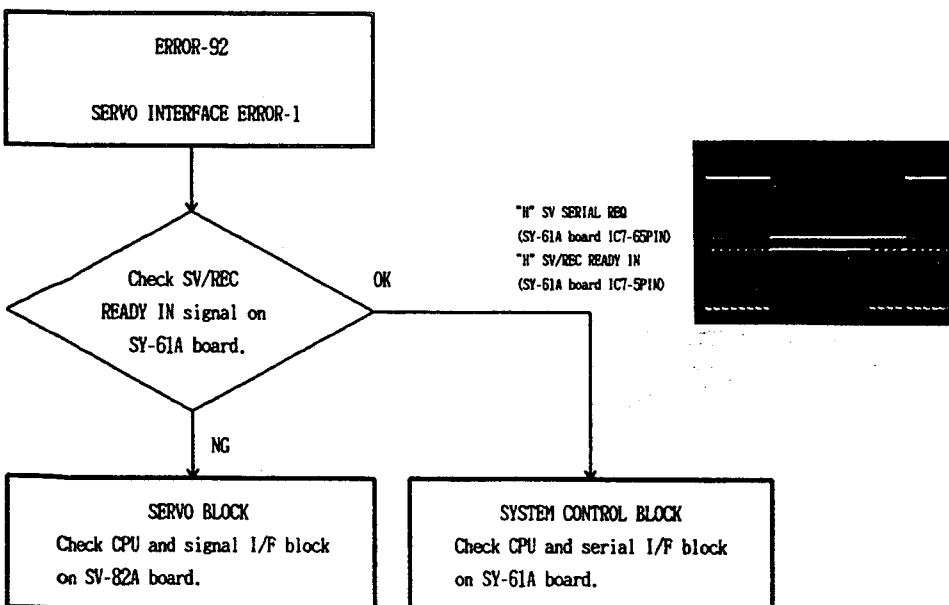 ERROR-92
SERVO INTERFACE ERROR-1
Check SV/REC
READY IN signal on
SY-61A board.
OK
NG
"H" SV SERIAL REQ
(SY-61A board IC7-65PIN)
"H" SV/REC READY IN
(SY-61A board IC7-5PIN)
SERVO BLOCK
Check CPU and signal I/F block
on SV-82A board.
SYSTEM CONTROL BLOCK
Check CPU and serial I/F block
on SY-61A board.